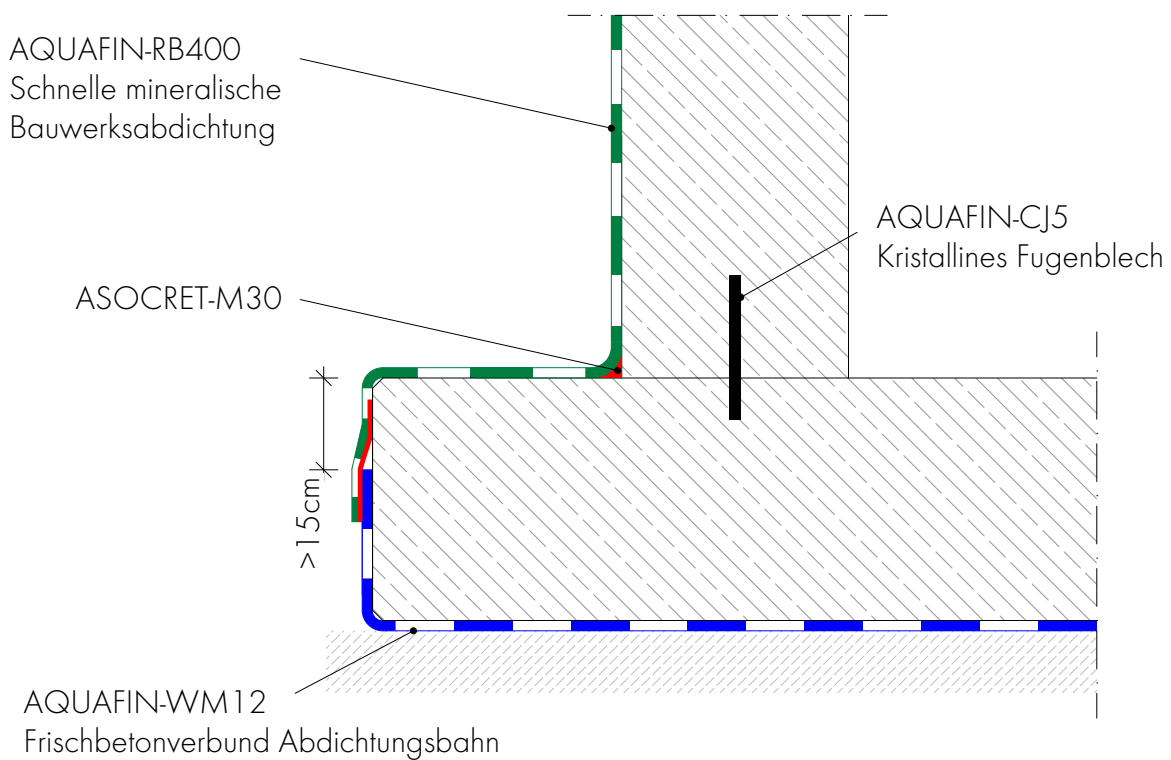 AQUAFIN-RB400
Schnelle mineralische
Bauwerksabdichtung
AQUAFIN-CJ5
Kristallines Fugenblech
ASOCRET-M30
>15cm
AQUAFIN-WM12
Frischbetonverbund Abdichtungsbahn